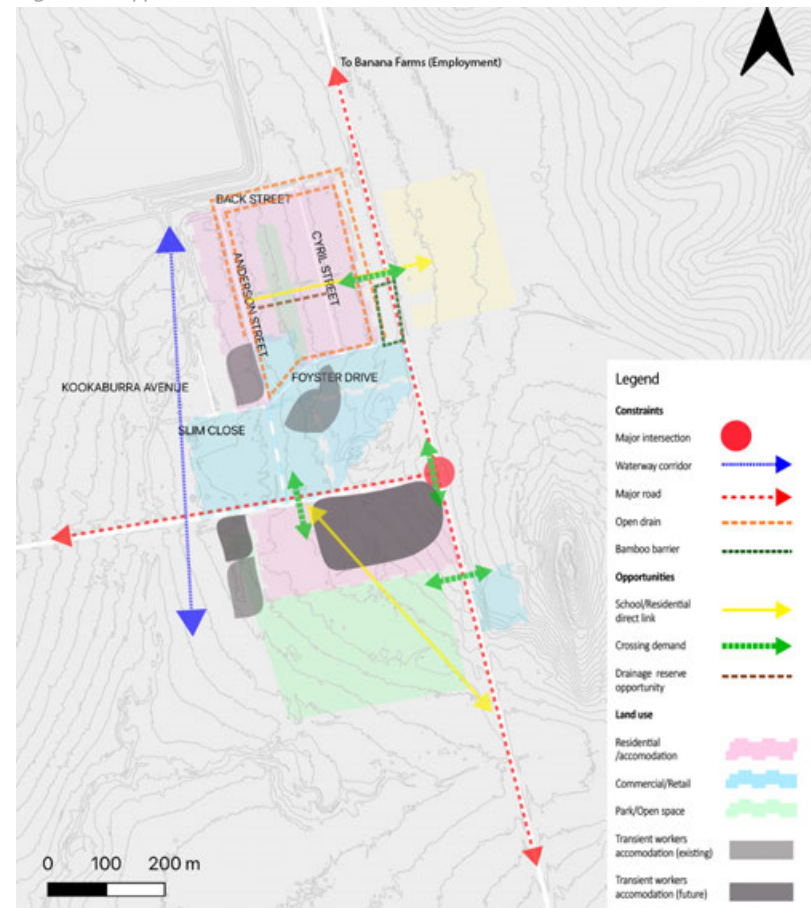 To Banana Farms (Employment)
BACK STREET
CYRIL STREET
ANDERSON STREET
FOYSTER DRIVE
KOOKABURRA AVENUE
SLIM CLOSE
0 100 200 m
Legend
Constraints
Major intersection
Waterway corridor
Major road
Open drain
Bamboo barrier
Opportunities
School/Residential
direct link
Crossing demand
Drainage reserve
opportunity
Land use
Residential
/accomodation
Commercial/Retail
Park/Open space
Transient workers
accomodation (existing)
Transient workers
accomodation (future)